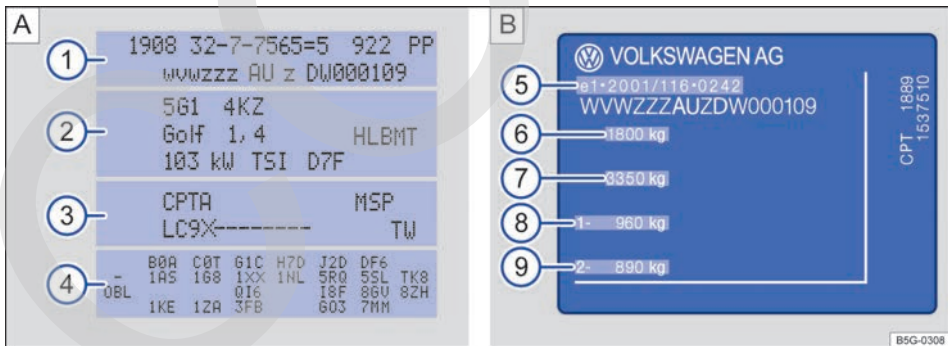 A
1
1908 32-7-7565=5 922 PP
WVWZZZ AU Z DW000109
2
5G1 4KZ
Golf 1,4 HLBMT
103 kW TSI D7F
3
CPTA MSP
LC9X-------- TW
4
B0A C0T G1C H7D J2D DF6
- 1AS 1G8 1XX 1NL 5RQ 5SL TK8
0BL QI6 I8F 8GV 8ZH
1KE 1ZA 3FB G03 7MM
B
VOLKSWAGEN AG
5
e1•2001/116•0242
WVWZZZAUZDW000109
6
1800 kg
7
3350 kg
8
1- 960 kg
9
2- 890 kg
CPT 1889
1537510
B5G-0308